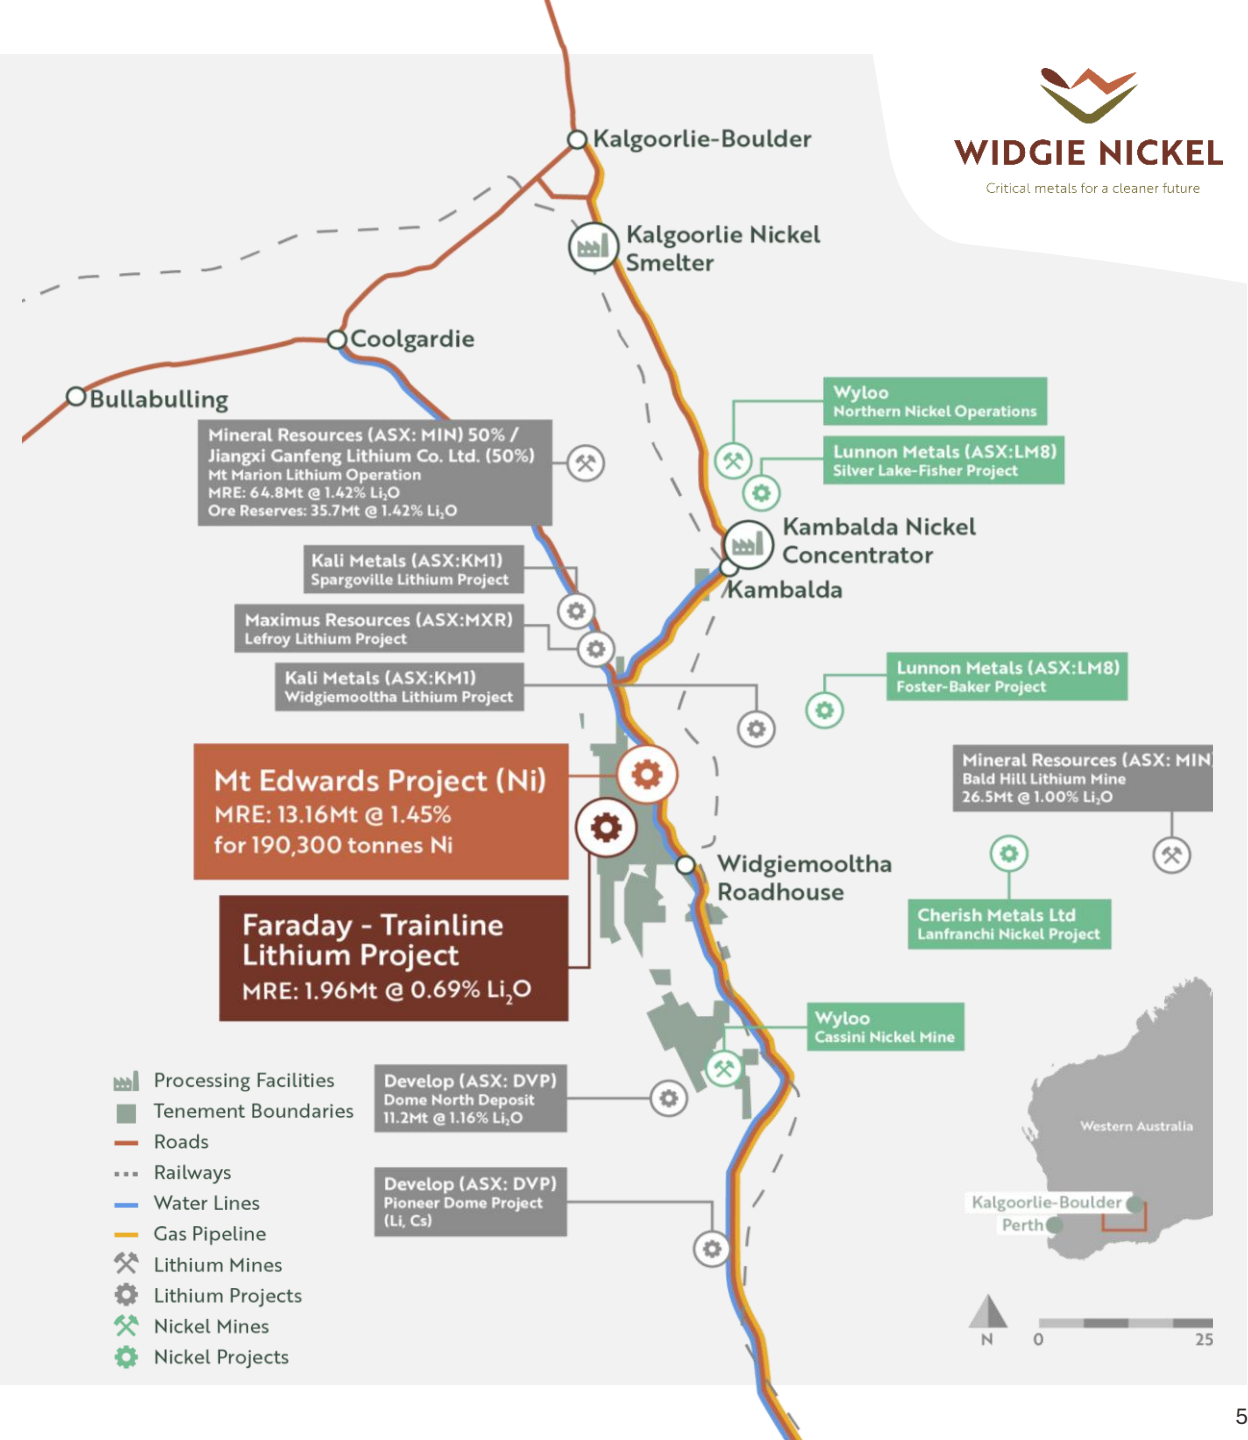 WIDGIE NICKEL
Critical metals for a cleaner future
Kalgoorlie-Boulder
Kalgoorlie Nickel
Smelter
Coolgardie
Bullabulling
Wyloo
Northern Nickel Operations
Mineral Resources (ASX: MIN) 50% /
Jiangxi Ganfeng Lithium Co. Ltd. (50%)
Mt Marion Lithium Operation
MRE: 64.8Mt @ 1.42% Li₂O
Ore Reserves: 35.7Mt @ 1.42% Li₂O
Lunnon Metals (ASX:LM8)
Silver Lake-Fisher Project
Kambalda Nickel
Concentrator
Kambalda
Kali Metals (ASX:KM1)
Spargoville Lithium Project
Maximus Resources (ASX:MXR)
Lefroy Lithium Project
Kali Metals (ASX:KM1)
Widgiemooltha Lithium Project
Lunnon Metals (ASX:LM8)
Foster-Baker Project
Mt Edwards Project (Ni)
MRE: 13.16Mt @ 1.45%
for 190,300 tonnes Ni
Mineral Resources (ASX: MIN
Bald Hill Lithium Mine
26.5Mt @ 1.00% Li₂O
Widgiemooltha
Roadhouse
Faraday - Trainline
Lithium Project
MRE: 1.96Mt @ 0.69% Li₂O
Cherish Metals Ltd
Lanfranchi Nickel Project
Wyloo
Cassini Nickel Mine
Develop (ASX: DVP)
Dome North Deposit
11.2Mt @ 1.16% Li₂O
Develop (ASX: DVP)
Pioneer Dome Project
(Li, Cs)
Processing Facilities
Tenement Boundaries
Roads
Railways
Water Lines
Gas Pipeline
Lithium Mines
Lithium Projects
Nickel Mines
Nickel Projects
Western Australia
Kalgoorlie-Boulder
Perth
N
0
25
5